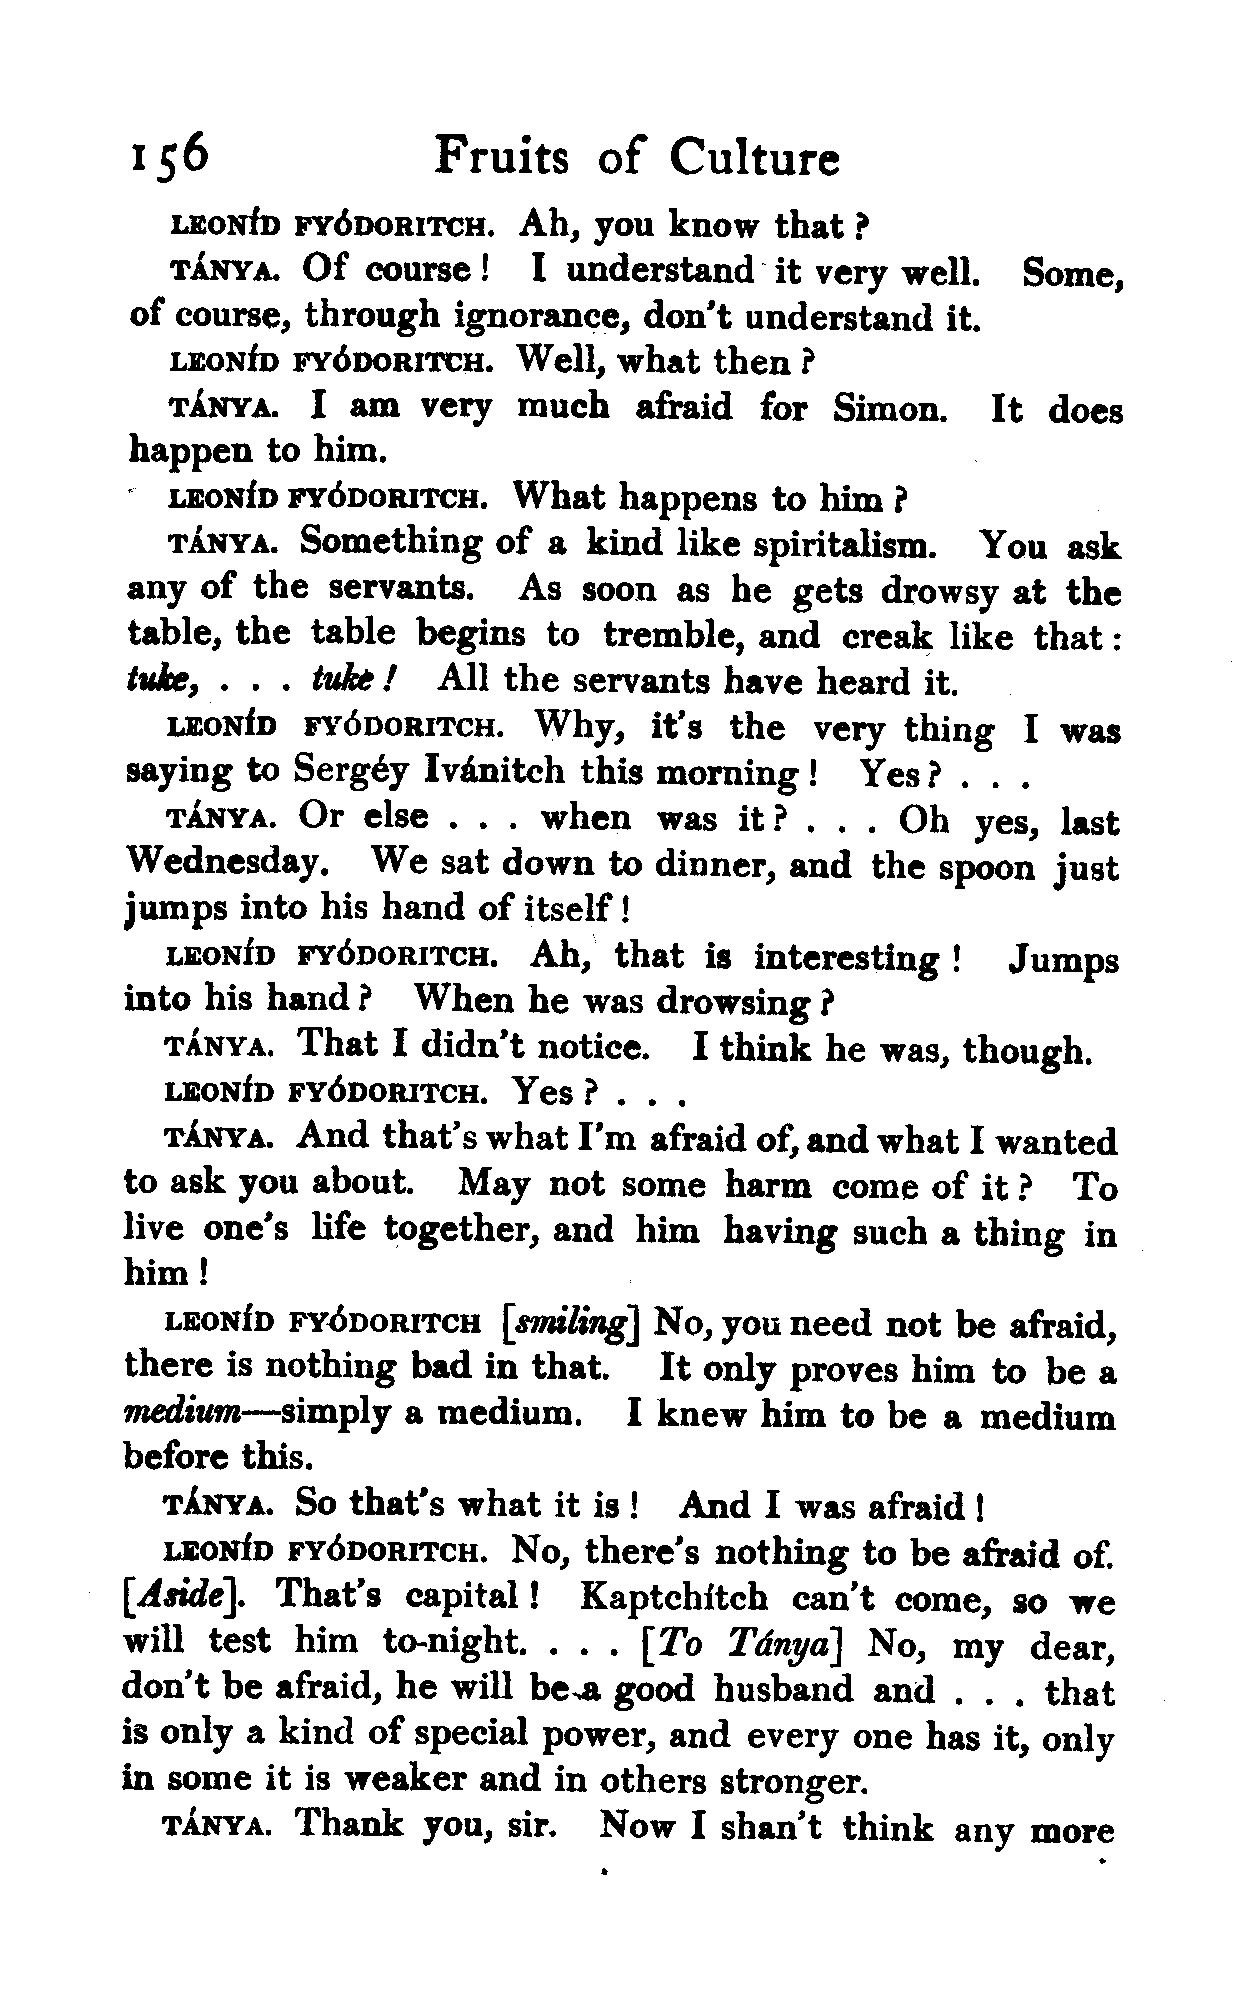 156 Fruits of Culture
LEONÍD FYÓDORITCH. Ah, you know that ?
TÁNYA. Of course ! I understand it very well. Some,
of course, through ignorance, don't understand it.
LEONÍD FYÓDORITCH. Well, what then ?
TÁNYA. I am very much afraid for Simon. It does
happen to him.
LEONÍD FYÓDORITCH. What happens to him ?
TÁNYA. Something of a kind like spiritalism. You ask
any of the servants. As soon as he gets drowsy at the
table, the table begins to tremble, and creak like that :
tuke, . . . tuke ! All the servants have heard it.
LEONÍD FYÓDORITCH. Why, it's the very thing I was
saying to Sergéy Ivánitch this morning ! Yes ? . . .
TÁNYA. Or else . . . when was it ? . . . Oh yes, last
Wednesday. We sat down to dinner, and the spoon just
jumps into his hand of itself !
LEONÍD FYÓDORITCH. Ah, that is interesting ! Jumps
into his hand ? When he was drowsing ?
TÁNYA. That I didn't notice. I think he was, though.
LEONÍD FYÓDORITCH. Yes ? . . .
TÁNYA. And that's what I'm afraid of, and what I wanted
to ask you about. May not some harm come of it ? To
live one's life together, and him having such a thing in
him !
LEONÍD FYÓDORITCH [smiling] No, you need not be afraid,
there is nothing bad in that. It only proves him to be a
medium—simply a medium. I knew him to be a medium
before this.
TÁNYA. So that's what it is ! And I was afraid !
LEONÍD FYÓDORITCH. No, there's nothing to be afraid of.
[Aside]. That's capital ! Kaptchítch can't come, so we
will test him to-night. . . . [To Tánya] No, my dear,
don't be afraid, he will be a good husband and . . . that
is only a kind of special power, and every one has it, only
in some it is weaker and in others stronger.
TÁNYA. Thank you, sir. Now I shan't think any more